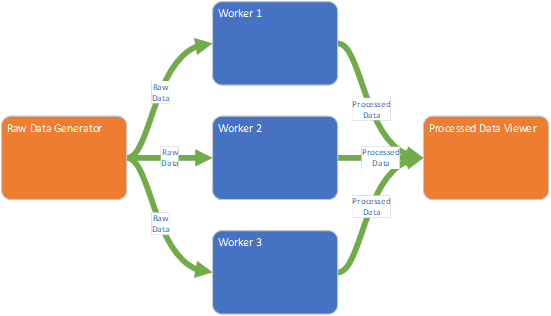 Worker 1
Raw
Data
Processed
Data
Raw Data Generator
Worker 2
Processed Data Viewer
Raw
Data
Processed
Data
Raw
Data
Processed
Data
Worker 3